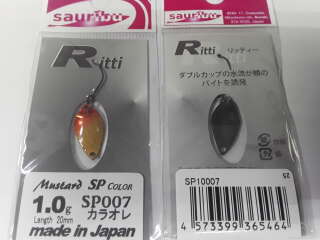 sauribu
Ritti
Mustard SP COLOR
1.0g SP007
Length 20mm カラオレ
made in Japan
sauribu
Ritti リッティー
ダブルカップの水流が鱒の
バイトを誘発
SP10007
25
4 573399 365464